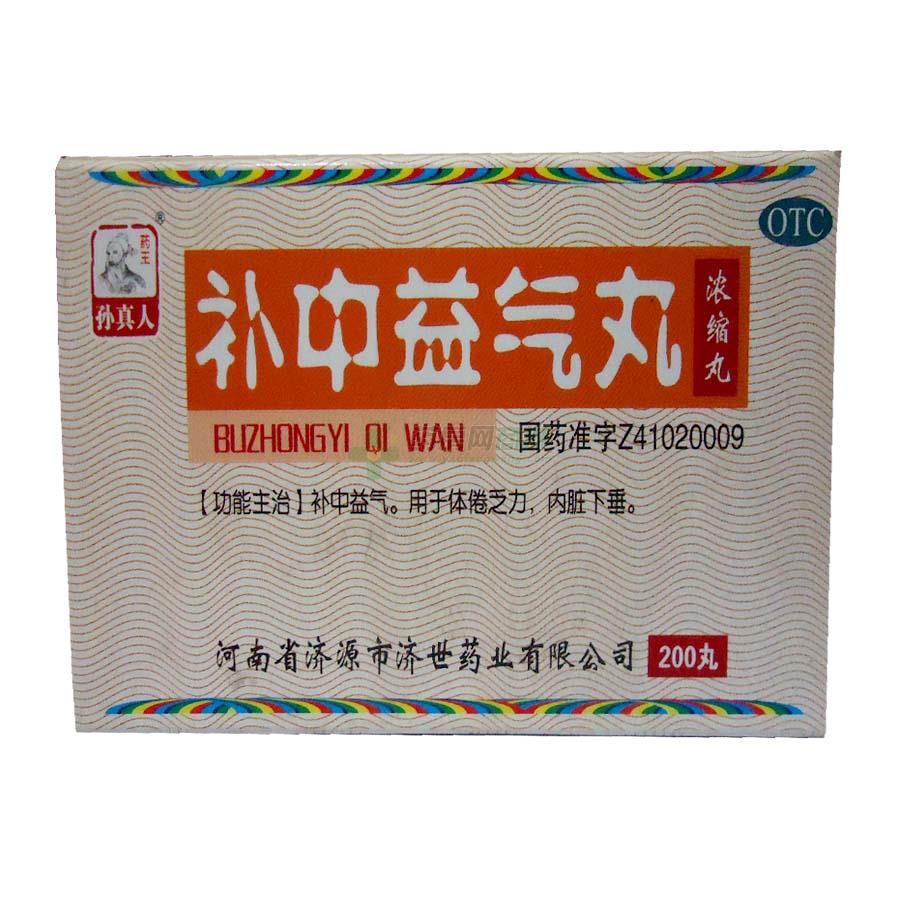 OTC
®
药王
孙真人
补中益气丸
浓缩丸
BUZHONGYI QI WAN
国药准字Z41020009
【功能主治】补中益气。用于体倦乏力，内脏下垂。
河南省济源市济世药业有限公司
200丸